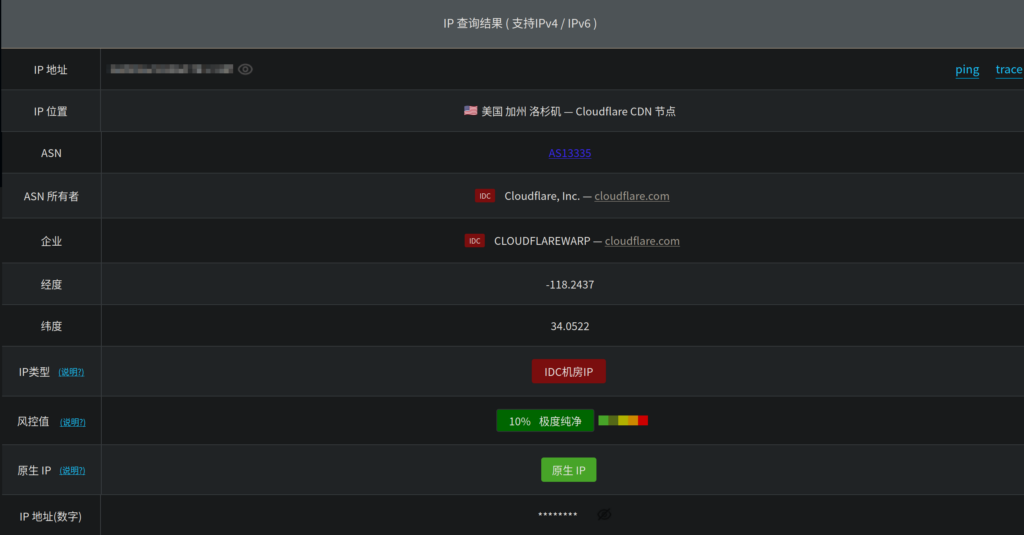 IP 查询结果 ( 支持IPv4 / IPv6 )
IP 地址 ping trace
IP 位置 美国 加州 洛杉矶 — Cloudflare CDN 节点
ASN AS13335
ASN 所有者 IDC Cloudflare, Inc. — cloudflare.com
企业 IDC CLOUDFLAREWARP — cloudflare.com
经度 -118.2437
纬度 34.0522
IP类型 (说明?) IDC机房IP
风控值 (说明?) 10% 极度纯净
原生 IP (说明?) 原生 IP
IP 地址(数字) ********